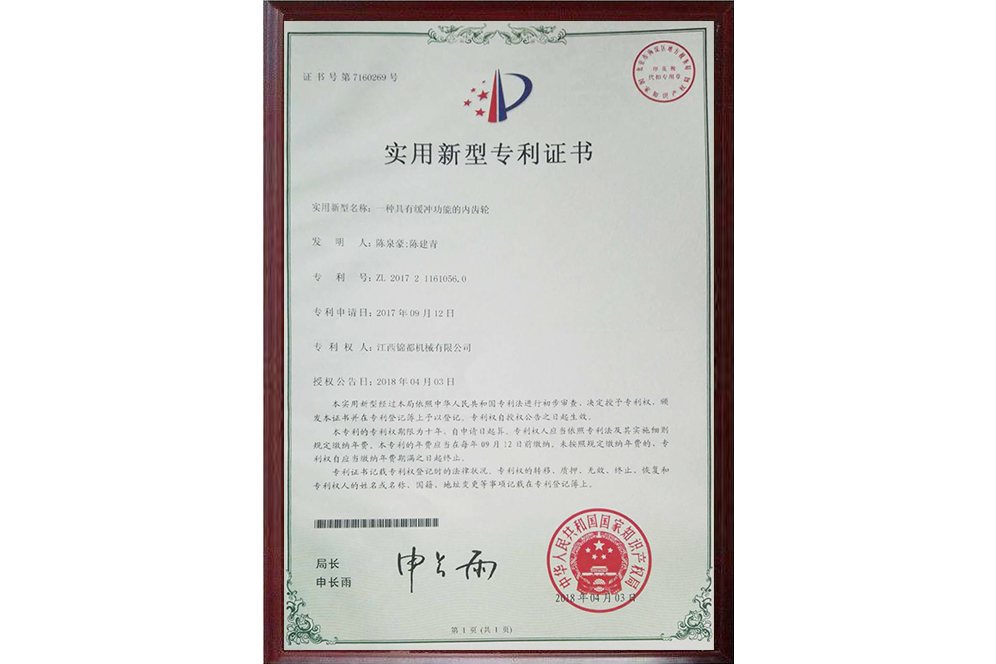 证书号第7160269号
实用新型专利证书
实用新型名称：一种具有缓冲功能的内齿轮
发明人：陈泉豪;陈建青
专利号：ZL 2017 2 1161056.0
专利申请日：2017年09月12日
专利权人：江西锦都机械有限公司
授权公告日：2018年04月03日
本实用新型经过本局依照中华人民共和国专利法进行初步审查，决定授予专利权，颁
发本证书并在专利登记簿上予以登记。专利权自授权公告之日起生效。
本专利的专利权期限为十年，自申请日起算。专利权人应当依照专利法及其实施细则
规定缴纳年费。本专利的年费应当在每年09月12日前缴纳。未按照规定缴纳年费的，专
利权自应当缴纳年费期满之日起终止。
专利证书记载专利权登记时的法律状况。专利权的转移、质押、无效、终止、恢复和
专利权人的姓名或名称、国籍、地址变更等事项记载在专利登记簿上。
局长
申长雨
申长雨
中华人民共和国国家知识产权局
2018年04月03日
第1页(共1页)